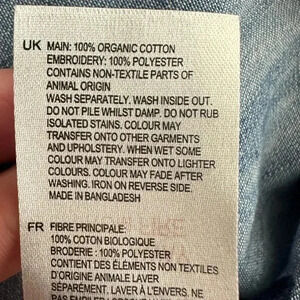 UK MAIN: 100% ORGANIC COTTON
EMBROIDERY: 100% POLYESTER
CONTAINS NON-TEXTILE PARTS OF
ANIMAL ORIGIN
WASH SEPARATELY. WASH INSIDE OUT.
DO NOT PILE WHILST DAMP. DO NOT RUB
ISOLATED STAINS. COLOUR MAY
TRANSFER ONTO OTHER GARMENTS
AND UPHOLSTERY. WHEN WET SOME
COLOUR MAY TRANSFER ONTO LIGHTER
COLOURS. COLOUR MAY FADE AFTER
WASHING. IRON ON REVERSE SIDE.
MADE IN BANGLADESH
FR FIBRE PRINCIPALE:
100% COTON BIOLOGIQUE
BRODERIE : 100% POLYESTER
CONTIENT DES ÉLÉMENTS NON TEXTILES
D'ORIGINE ANIMALE LAVER
SÉPARÉMENT. LAVER À L'ENVERS. NE
PAS EMPILER